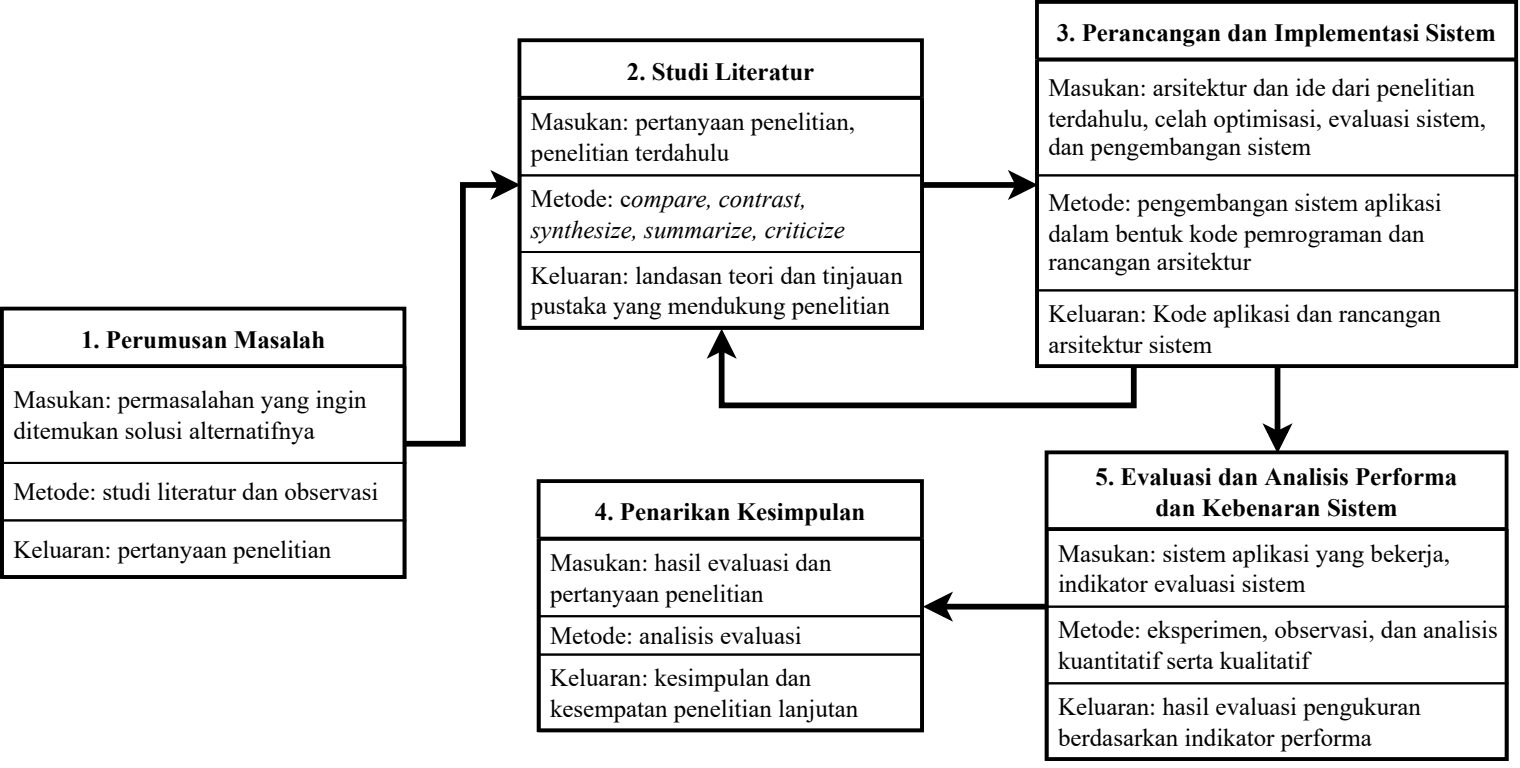 1. Perumusan Masalah
Masukan: permasalahan yang ingin
ditemukan solusi alternatifnya
Metode: studi literatur dan observasi
Keluaran: pertanyaan penelitian
2. Studi Literatur
Masukan: pertanyaan penelitian,
penelitian terdahulu
Metode: compare, contrast,
synthesize, summarize, criticize
Keluaran: landasan teori dan tinjauan
pustaka yang mendukung penelitian
3. Perancangan dan Implementasi Sistem
Masukan: arsitektur dan ide dari penelitian
terdahulu, celah optimisasi, evaluasi sistem,
dan pengembangan sistem
Metode: pengembangan sistem aplikasi
dalam bentuk kode pemrograman dan
rancangan arsitektur
Keluaran: Kode aplikasi dan rancangan
arsitektur sistem
4. Penarikan Kesimpulan
Masukan: hasil evaluasi dan
pertanyaan penelitian
Metode: analisis evaluasi
Keluaran: kesimpulan dan
kesempatan penelitian lanjutan
5. Evaluasi dan Analisis Performa
dan Kebenaran Sistem
Masukan: sistem aplikasi yang bekerja,
indikator evaluasi sistem
Metode: eksperimen, observasi, dan analisis
kuantitatif serta kualitatif
Keluaran: hasil evaluasi pengukuran
berdasarkan indikator performa